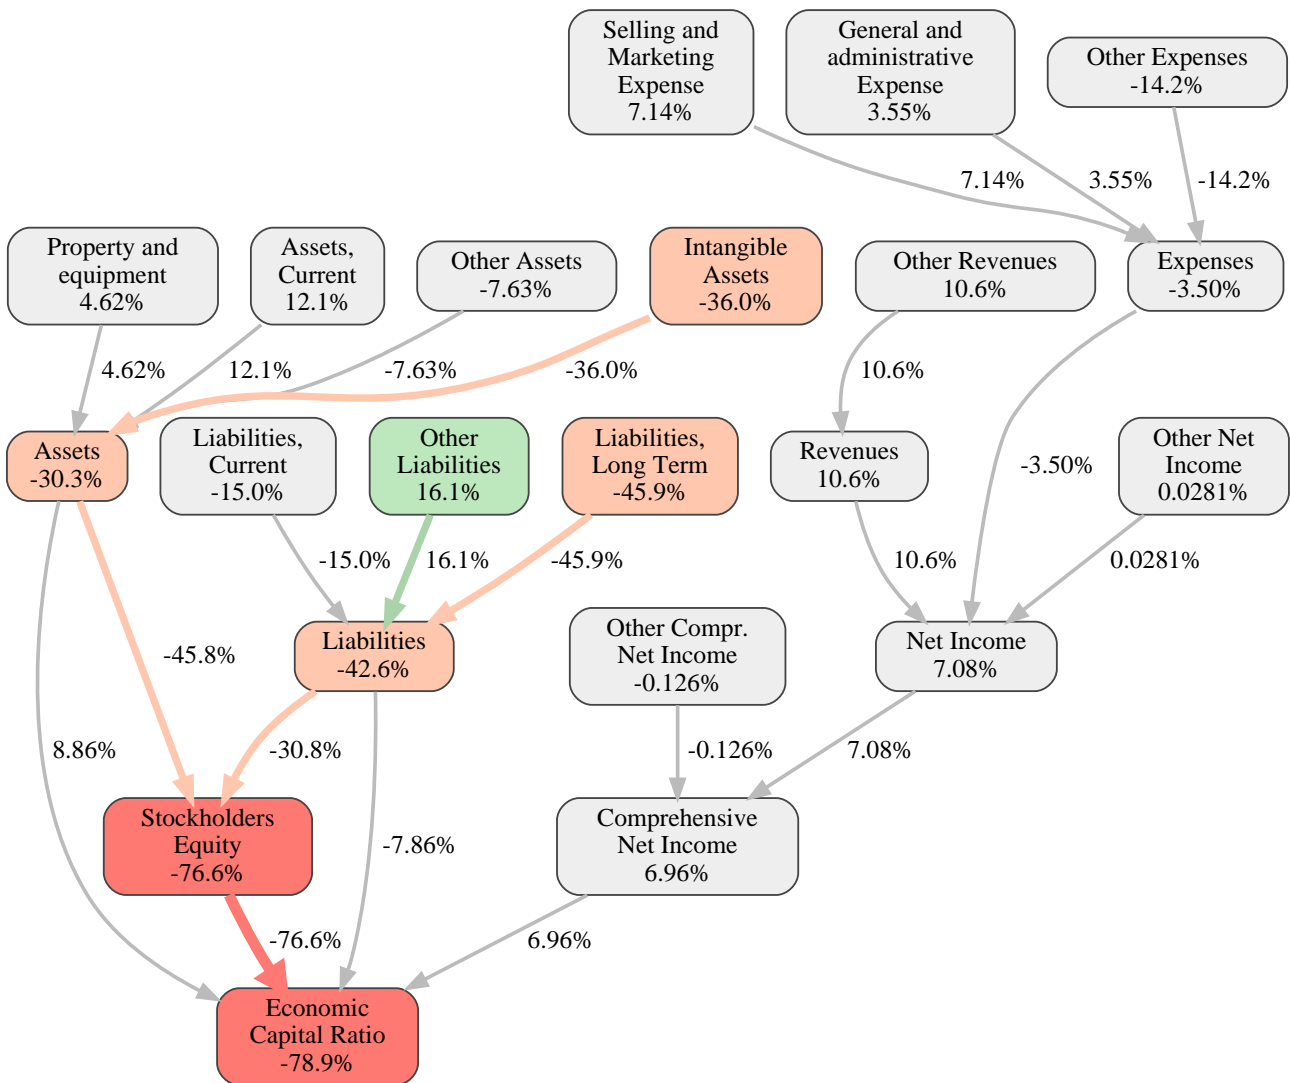 Selling and
Marketing
Expense
7.14%
General and
administrative
Expense
3.55%
Other Expenses
-14.2%
7.14%
3.55%
-14.2%
Property and
equipment
4.62%
Assets,
Current
12.1%
Other Assets
-7.63%
Intangible
Assets
-36.0%
Other Revenues
10.6%
Expenses
-3.50%
4.62%
12.1%
-7.63%
-36.0%
10.6%
Assets
-30.3%
Liabilities,
Current
-15.0%
Other
Liabilities
16.1%
Liabilities,
Long Term
-45.9%
Revenues
10.6%
-3.50%
Other Net
Income
0.0281%
-15.0%
16.1%
-45.9%
10.6%
0.0281%
-45.8%
Liabilities
-42.6%
Other Compr.
Net Income
-0.126%
Net Income
7.08%
8.86%
-30.8%
-0.126%
7.08%
Stockholders
Equity
-76.6%
-7.86%
Comprehensive
Net Income
6.96%
-76.6%
6.96%
Economic
Capital Ratio
-78.9%